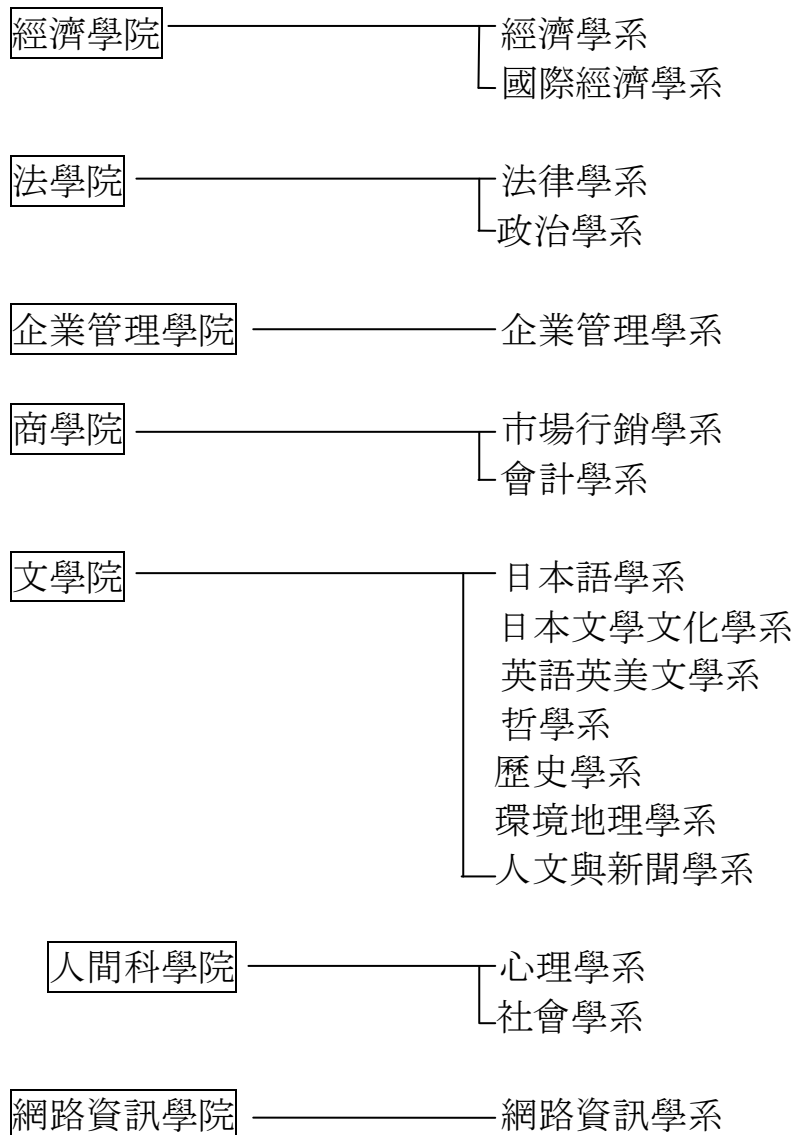 經濟學院 經濟學系
國際經濟學系
法學院 法律學系
政治學系
企業管理學院 企業管理學系
商學院 市場行銷學系
會計學系
文學院 日本語學系
日本文學文化學系
英語英美文學系
哲學系
歷史學系
環境地理學系
人文與新聞學系
人間科學院 心理學系
社會學系
網路資訊學院 網路資訊學系